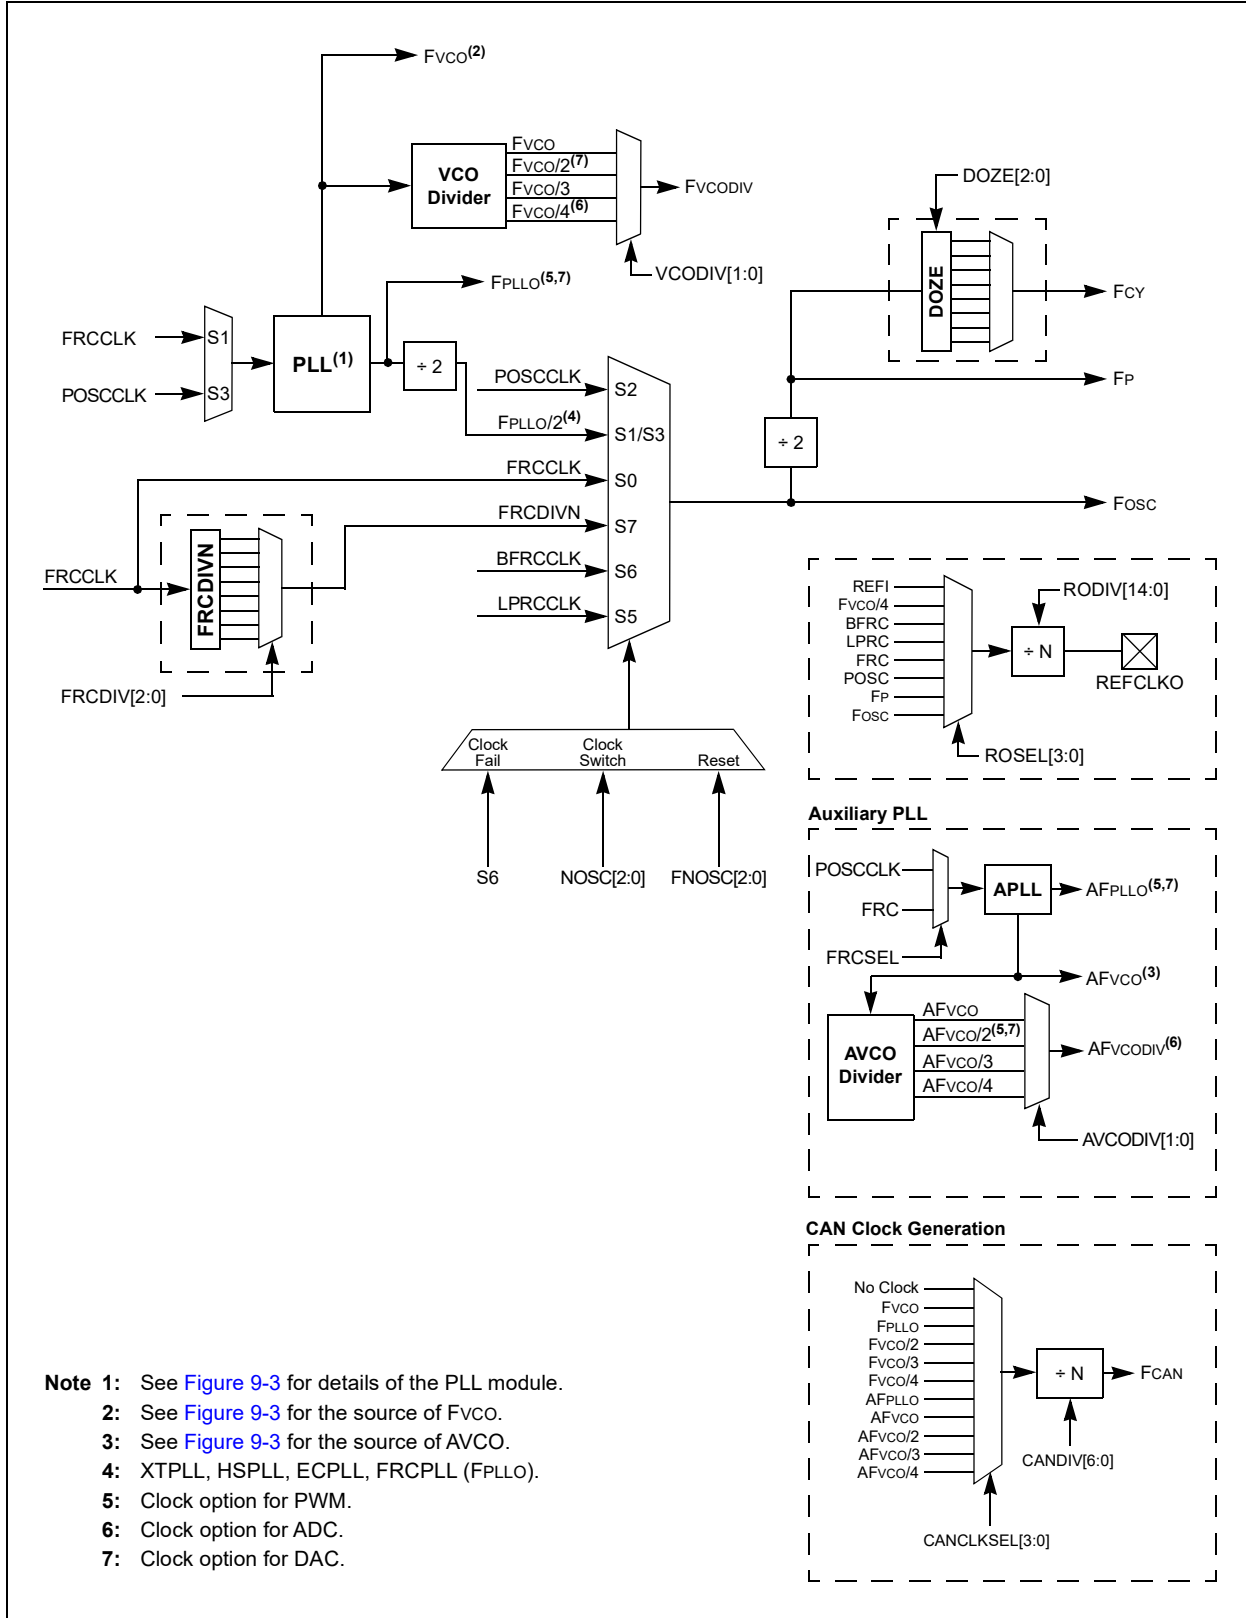 FVCO(2)
VCO
Divider
FVCO
FVCO/2(7)
FVCO/3
FVCO/4(6)
FVCODIV
VCODIV[1:0]
FPLLO(5,7)
FRCCLK
S1
POSCCLK
S3
PLL(1)
÷ 2
POSCCLK
S2
FPLLO/2(4)
S1/S3
FRCCLK
S0
FRCDIVN
S7
BFRCCLK
S6
LPRCCLK
S5
FRCCLK
FRCDIVN
FRCDIV[2:0]
Clock
Fail
Clock
Switch
Reset
S6
NOSC[2:0]
FNOSC[2:0]
DOZE[2:0]
DOZE
FCY
FP
÷ 2
FOSC
REFI
FVCO/4
BFRC
LPRC
FRC
POSC
FP
FOSC
RODIV[14:0]
÷ N
REFCLKO
ROSEL[3:0]
Auxiliary PLL
POSCCLK
FRC
FRCSEL
APLL
AFPLLO(5,7)
AFVCO(3)
AVCO
Divider
AFVCO
AFVCO/2(5,7)
AFVCO/3
AFVCO/4
AFVCODIV(6)
AVCODIV[1:0]
CAN Clock Generation
No Clock
FVCO
FPLLO
FVCO/2
FVCO/3
FVCO/4
AFPLLO
AFVCO
AFVCO/2
AFVCO/3
AFVCO/4
÷ N
FCAN
CANDIV[6:0]
CANCLKSEL[3:0]
Note 1: See Figure 9-3 for details of the PLL module.
2: See Figure 9-3 for the source of FVCO.
3: See Figure 9-3 for the source of AVCO.
4: XTPLL, HSPLL, ECPLL, FRCPLL (FPLLO).
5: Clock option for PWM.
6: Clock option for ADC.
7: Clock option for DAC.